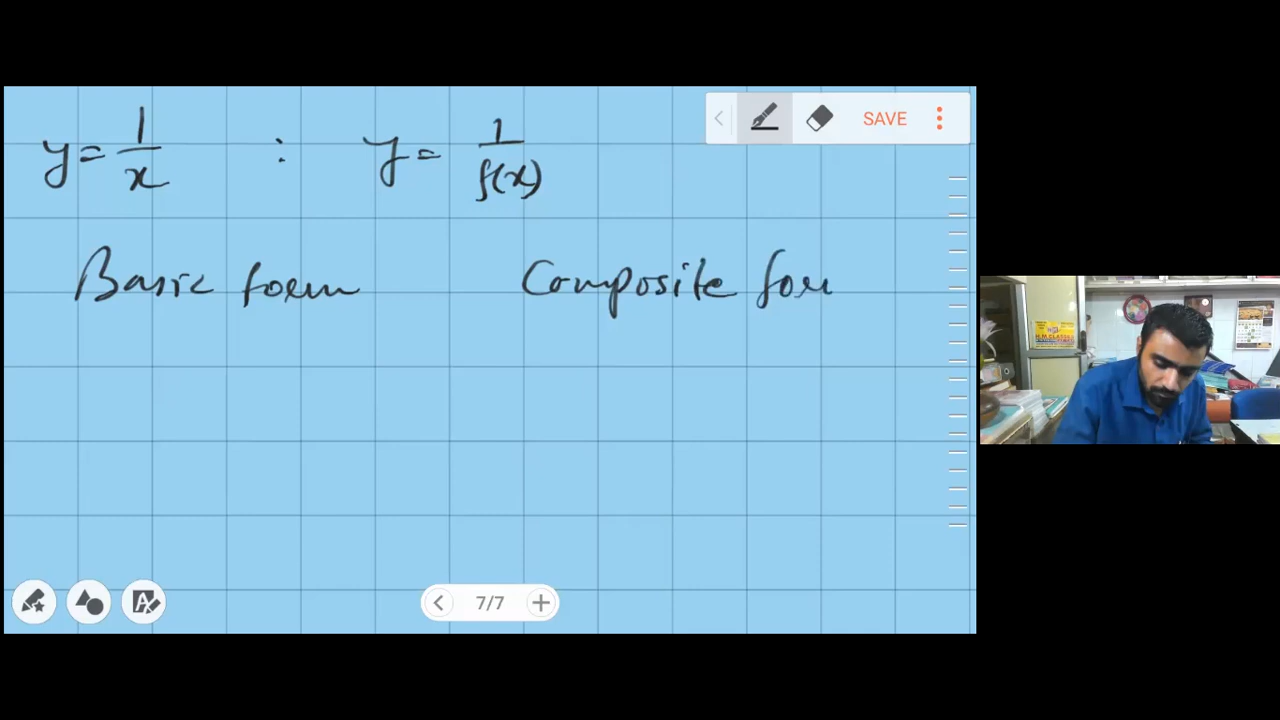 SAVE
y = 1/x : y = 1/f(x)
Basic form Composite for
7/7